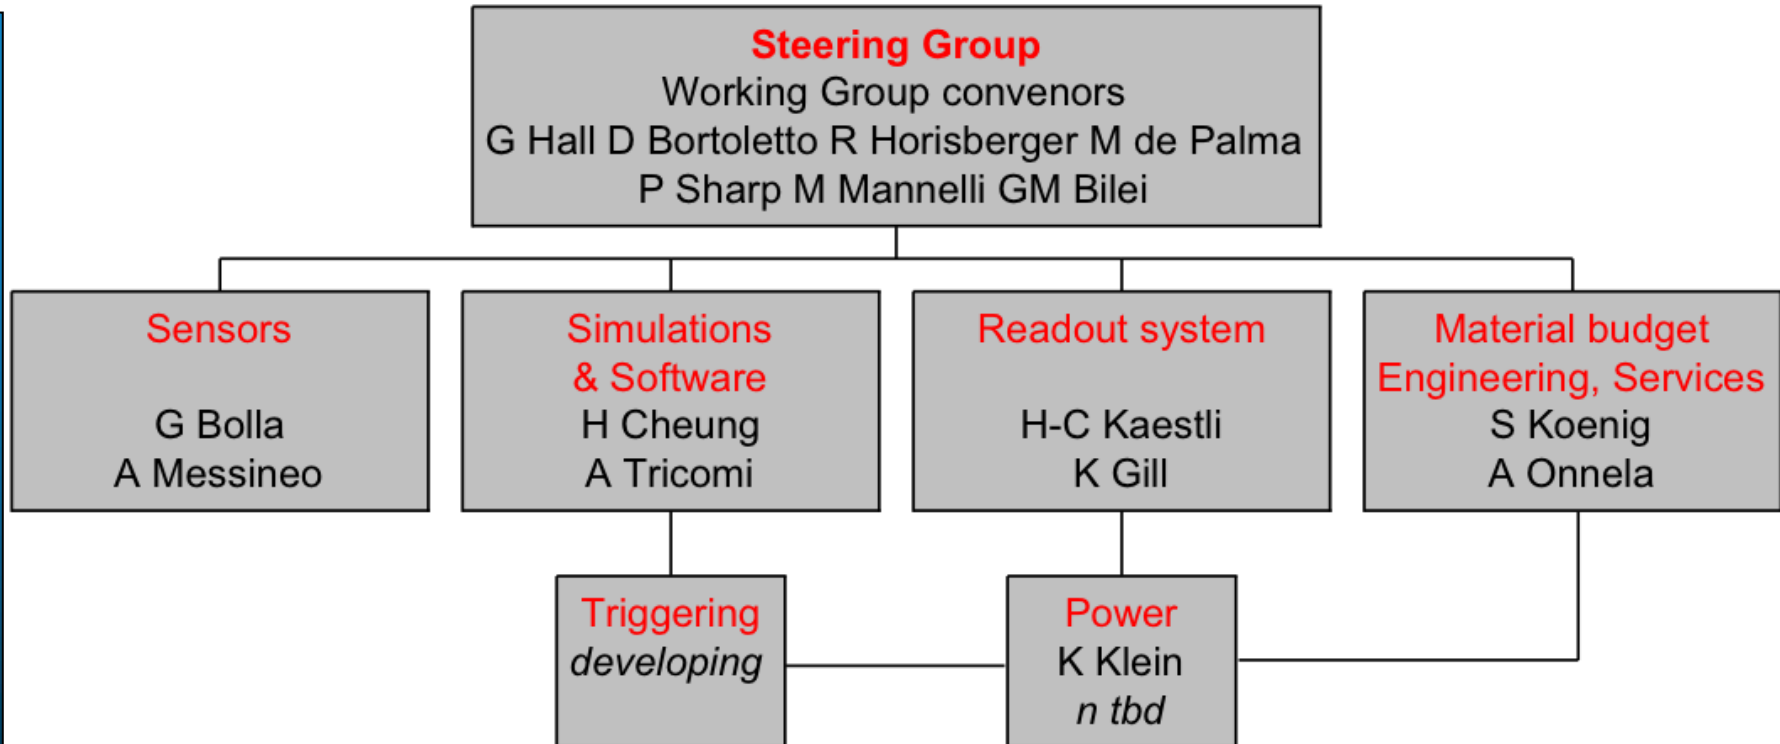 Steering Group
Working Group convenors
G Hall D Bortoletto R Horisberger M de Palma
P Sharp M Mannelli GM Bilei
Sensors
G Bolla
A Messineo
Simulations
& Software
H Cheung
A Tricomi
Readout system
H-C Kaestli
K Gill
Material budget
Engineering, Services
S Koenig
A Onnela
Triggering
developing
Power
K Klein
n tbd